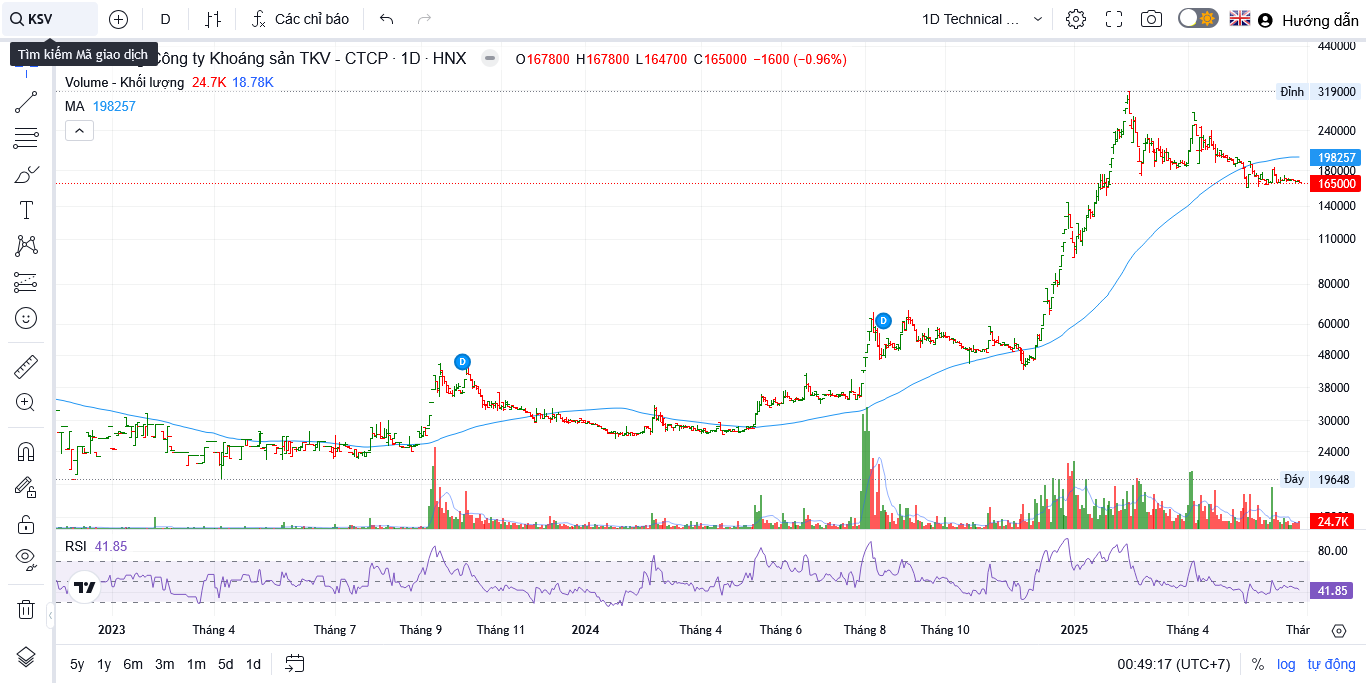 KSV D Các chỉ báo 1D Technical ... Hướng dẫn
Tìm kiếm Mã giao dịch
Công ty Khoáng sản TKV - CTCP · 1D · HNX O167800 H167800 L164700 C165000 −1600 (−0.96%)
Volume - Khối lượng 24.7K 18.78K
MA 198257
440000
Đỉnh 319000
240000
198257
180000
165000
140000
110000
80000
60000
48000
38000
30000
24000
Đáy 19648
24.7K
RSI 41.85
80.00
41.85
D
D
2023 Tháng 4 Tháng 7 Tháng 9 Tháng 11 2024 Tháng 4 Tháng 6 Tháng 8 Tháng 10 2025 Tháng 4 Thár
5y 1y 6m 3m 1m 5d 1d 00:49:17 (UTC+7) % log tự động